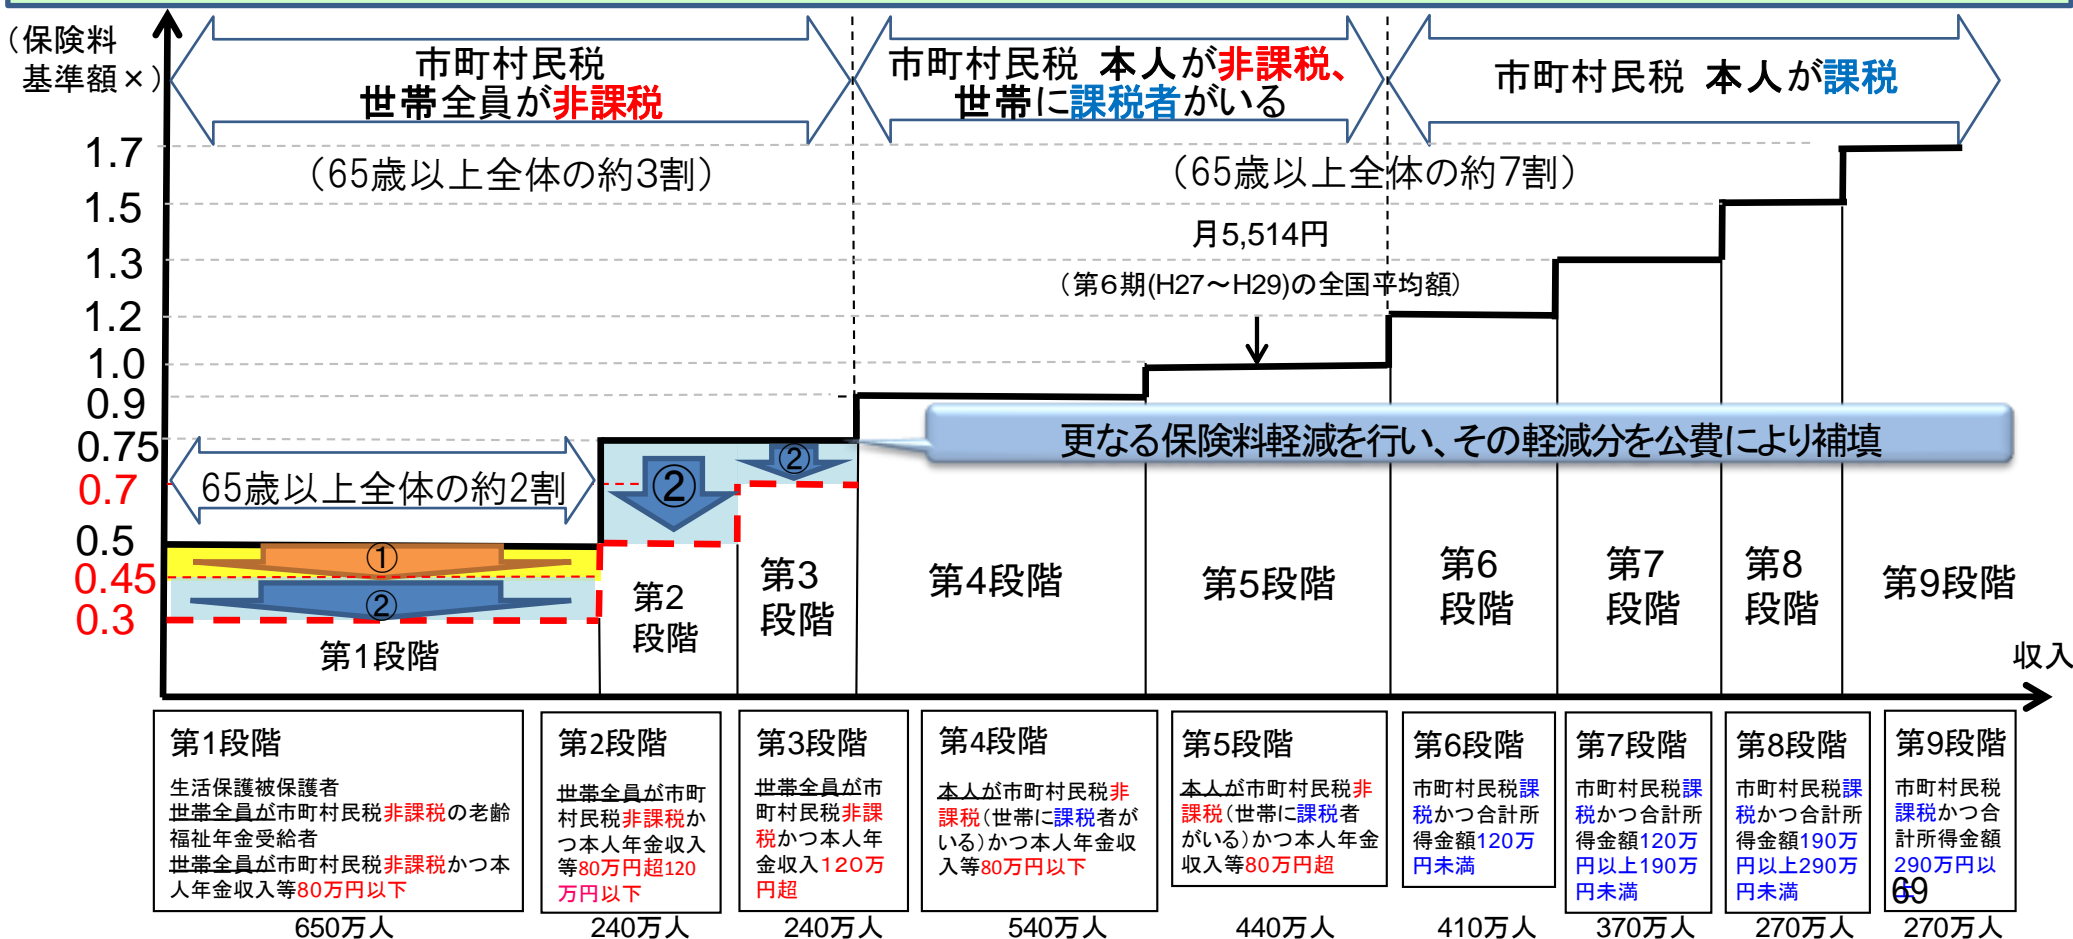 （保険料
基準額×）
市町村民税
世帯全員が非課税
市町村民税 本人が非課税、
世帯に課税者がいる
市町村民税 本人が課税
（65歳以上全体の約3割）
（65歳以上全体の約7割）
1.7
1.5
1.3
1.2
1.0
0.9
0.75
0.7
0.5
0.45
0.3
月5,514円
（第6期(H27～H29)の全国平均額）
更なる保険料軽減を行い、その軽減分を公費により補填
65歳以上全体の約2割
①
②
②
②
第1段階
第2
段階
第3
段階
第4段階
第5段階
第6
段階
第7
段階
第8
段階
第9段階
収入
第1段階
生活保護被保護者
世帯全員が市町村民税非課税の老齢
福祉年金受給者
世帯全員が市町村民税非課税かつ本
人年金収入等80万円以下
650万人
第2段階
世帯全員が市町
村民税非課税か
つ本人年金収入
等80万円超120
万円以下
240万人
第3段階
世帯全員が市
町村民税非課
税かつ本人年
金収入１２０万
円超
240万人
第4段階
本人が市町村民税非
課税（世帯に課税者が
いる）かつ本人年金収
入等80万円以下
540万人
第5段階
本人が市町村民税非
課税（世帯に課税者
がいる）かつ本人年金
収入等80万円超
440万人
第6段階
市町村民税課
税かつ合計所
得金額120万
円未満
410万人
第7段階
市町村民税課
税かつ合計所
得金額120万
円以上190万
円未満
370万人
第8段階
市町村民税課
税かつ合計所
得金額190万
円以上290万
円未満
270万人
第9段階
市町村民税
課税かつ合
計所得金額
290万円以
上
69
270万人